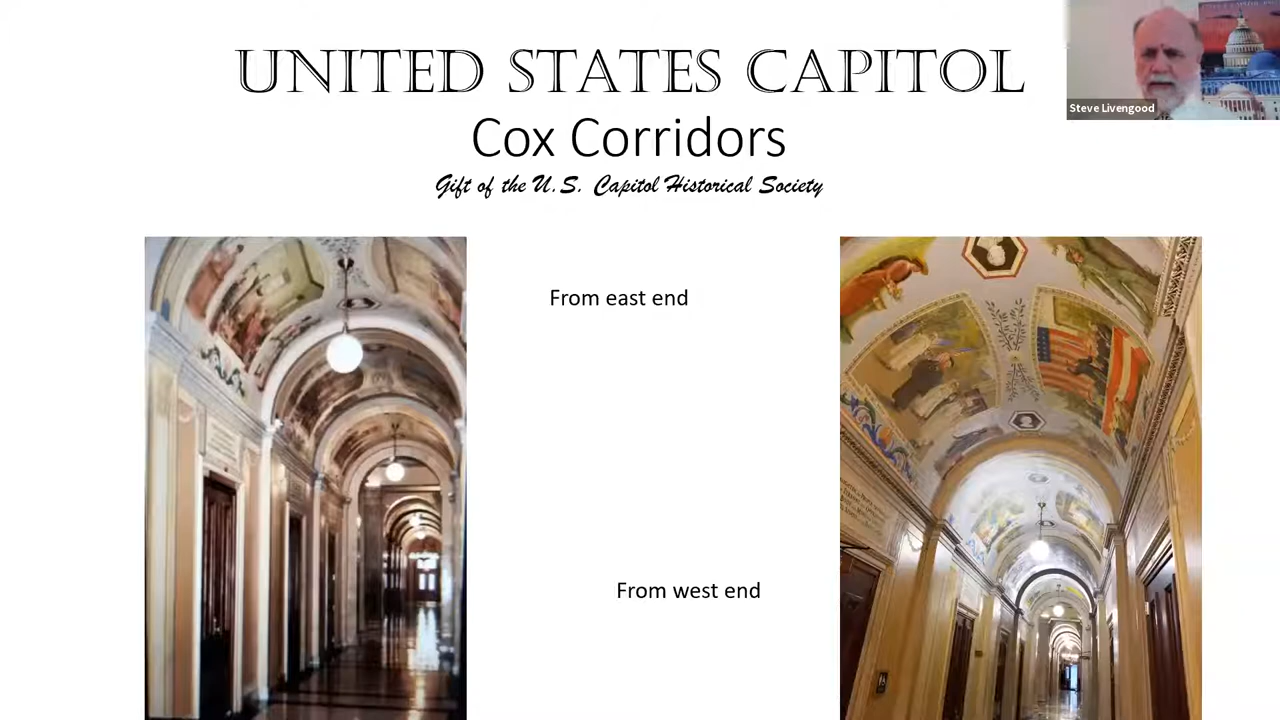 UNITED STATES CAPITOL
Cox Corridors
Gift of the U.S. Capitol Historical Society
Steve Livengood
From east end
From west end